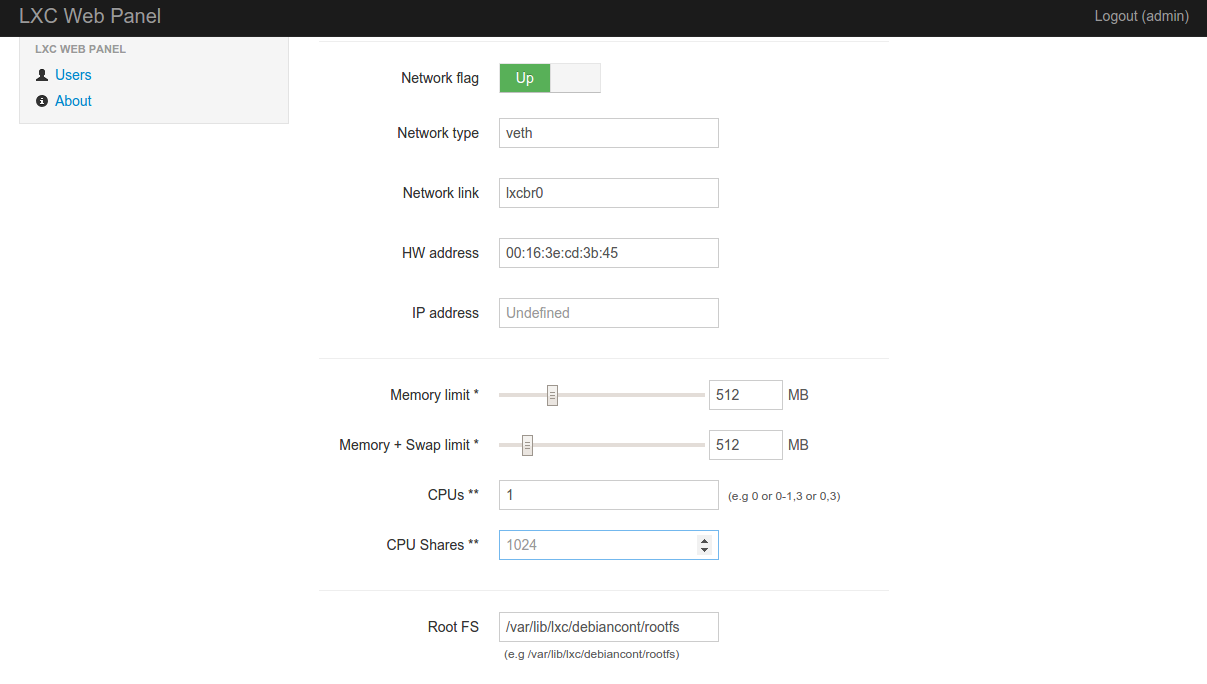 LXC Web Panel
Logout (admin)
LXC WEB PANEL
Users
About
Network flag Up
Network type veth
Network link lxcbr0
HW address 00:16:3e:cd:3b:45
IP address Undefined
Memory limit * 512 MB
Memory + Swap limit * 512 MB
CPUs ** 1 (e.g 0 or 0-1,3 or 0,3)
CPU Shares ** 1024
Root FS /var/lib/lxc/debiancont/rootfs
(e.g /var/lib/lxc/debiancont/rootfs)